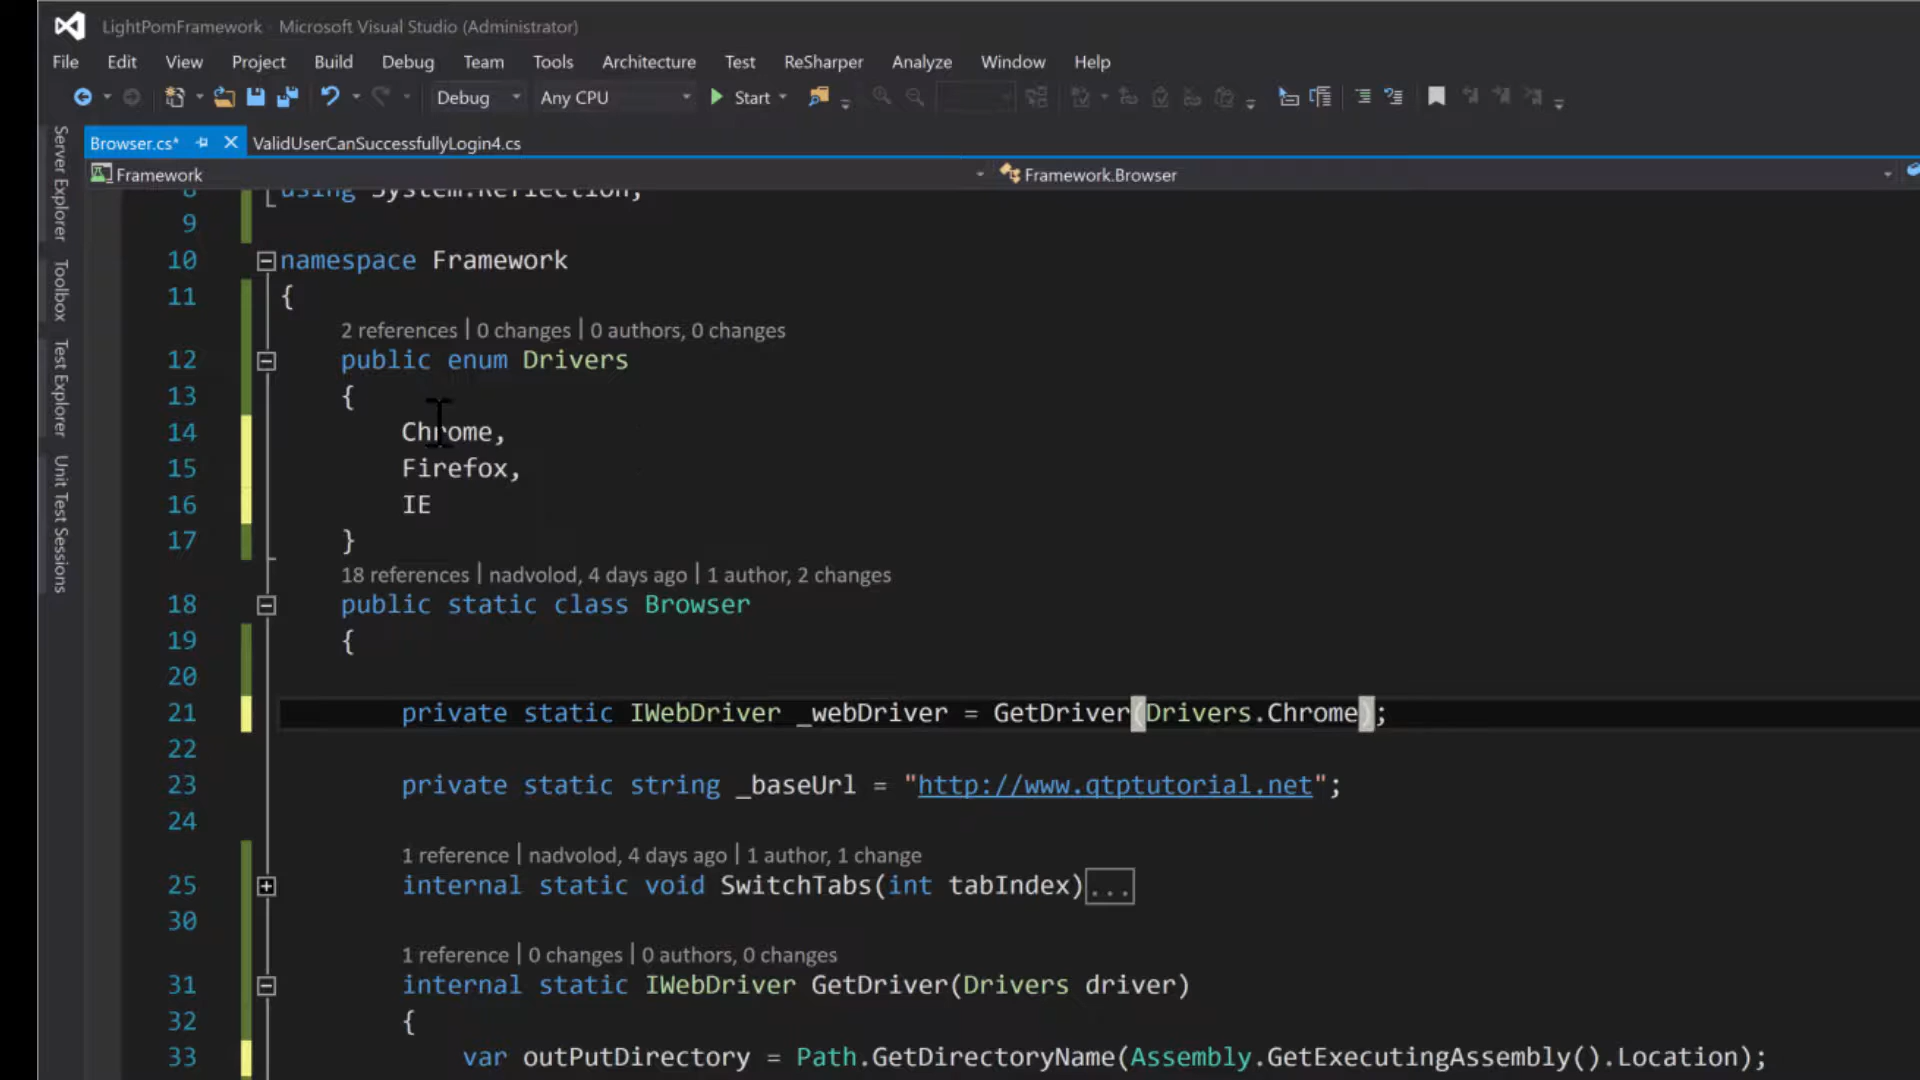 LightPomFramework - Microsoft Visual Studio (Administrator)
File Edit View Project Build Debug Team Tools Architecture Test ReSharper Analyze Window Help
Debug Any CPU Start
Browser.cs* ValidUserCanSuccessfullyLogin4.cs
Framework Framework.Browser
Server Explorer
Toolbox
Test Explorer
Unit Test Sessions
8 using System.Reflection;
9
10 namespace Framework
11 {
2 references | 0 changes | 0 authors, 0 changes
12 public enum Drivers
13 {
14 Chrome,
15 Firefox,
16 IE
17 }
18 references | nadvolod, 4 days ago | 1 author, 2 changes
18 public static class Browser
19 {
20
21 private static IWebDriver _webDriver = GetDriver(Drivers.Chrome);
22
23 private static string _baseUrl = "http://www.qtptutorial.net";
24
1 reference | nadvolod, 4 days ago | 1 author, 1 change
25 internal static void SwitchTabs(int tabIndex)...
30
1 reference | 0 changes | 0 authors, 0 changes
31 internal static IWebDriver GetDriver(Drivers driver)
32 {
33 var outPutDirectory = Path.GetDirectoryName(Assembly.GetExecutingAssembly().Location);